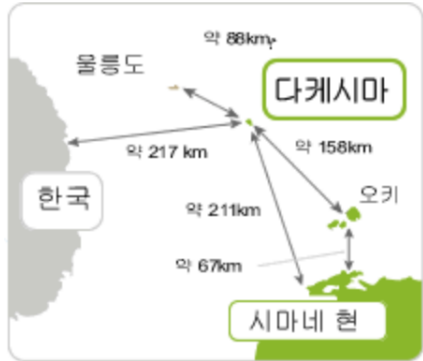 약 88km
울릉도
다케시마
약 217 km
약 158km
한국
약 211km
오키
약 67km
시마네 현